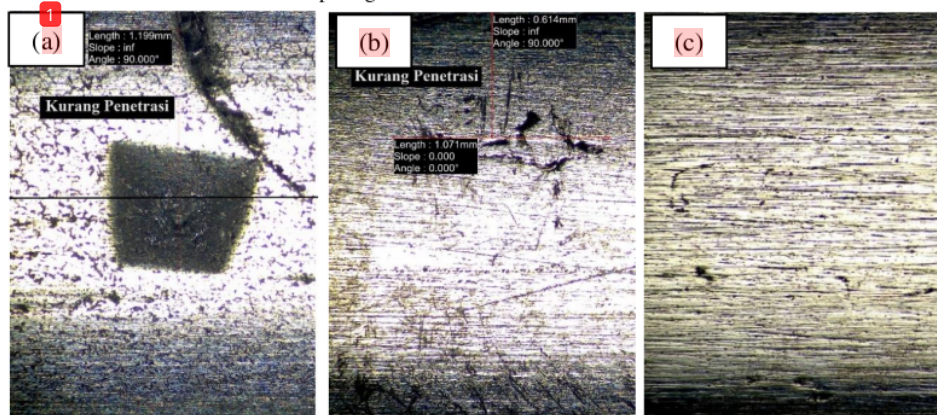 1
(a)
Length : 1.199mm
Slope : inf
Angle : 90.000°
Kurang Penetrasi
(b)
Length : 0.614mm
Slope : inf
Angle : 90.000°
Kurang Penetrasi
Length : 1.071mm
Slope : 0.000
Angle : 0.000°
(c)